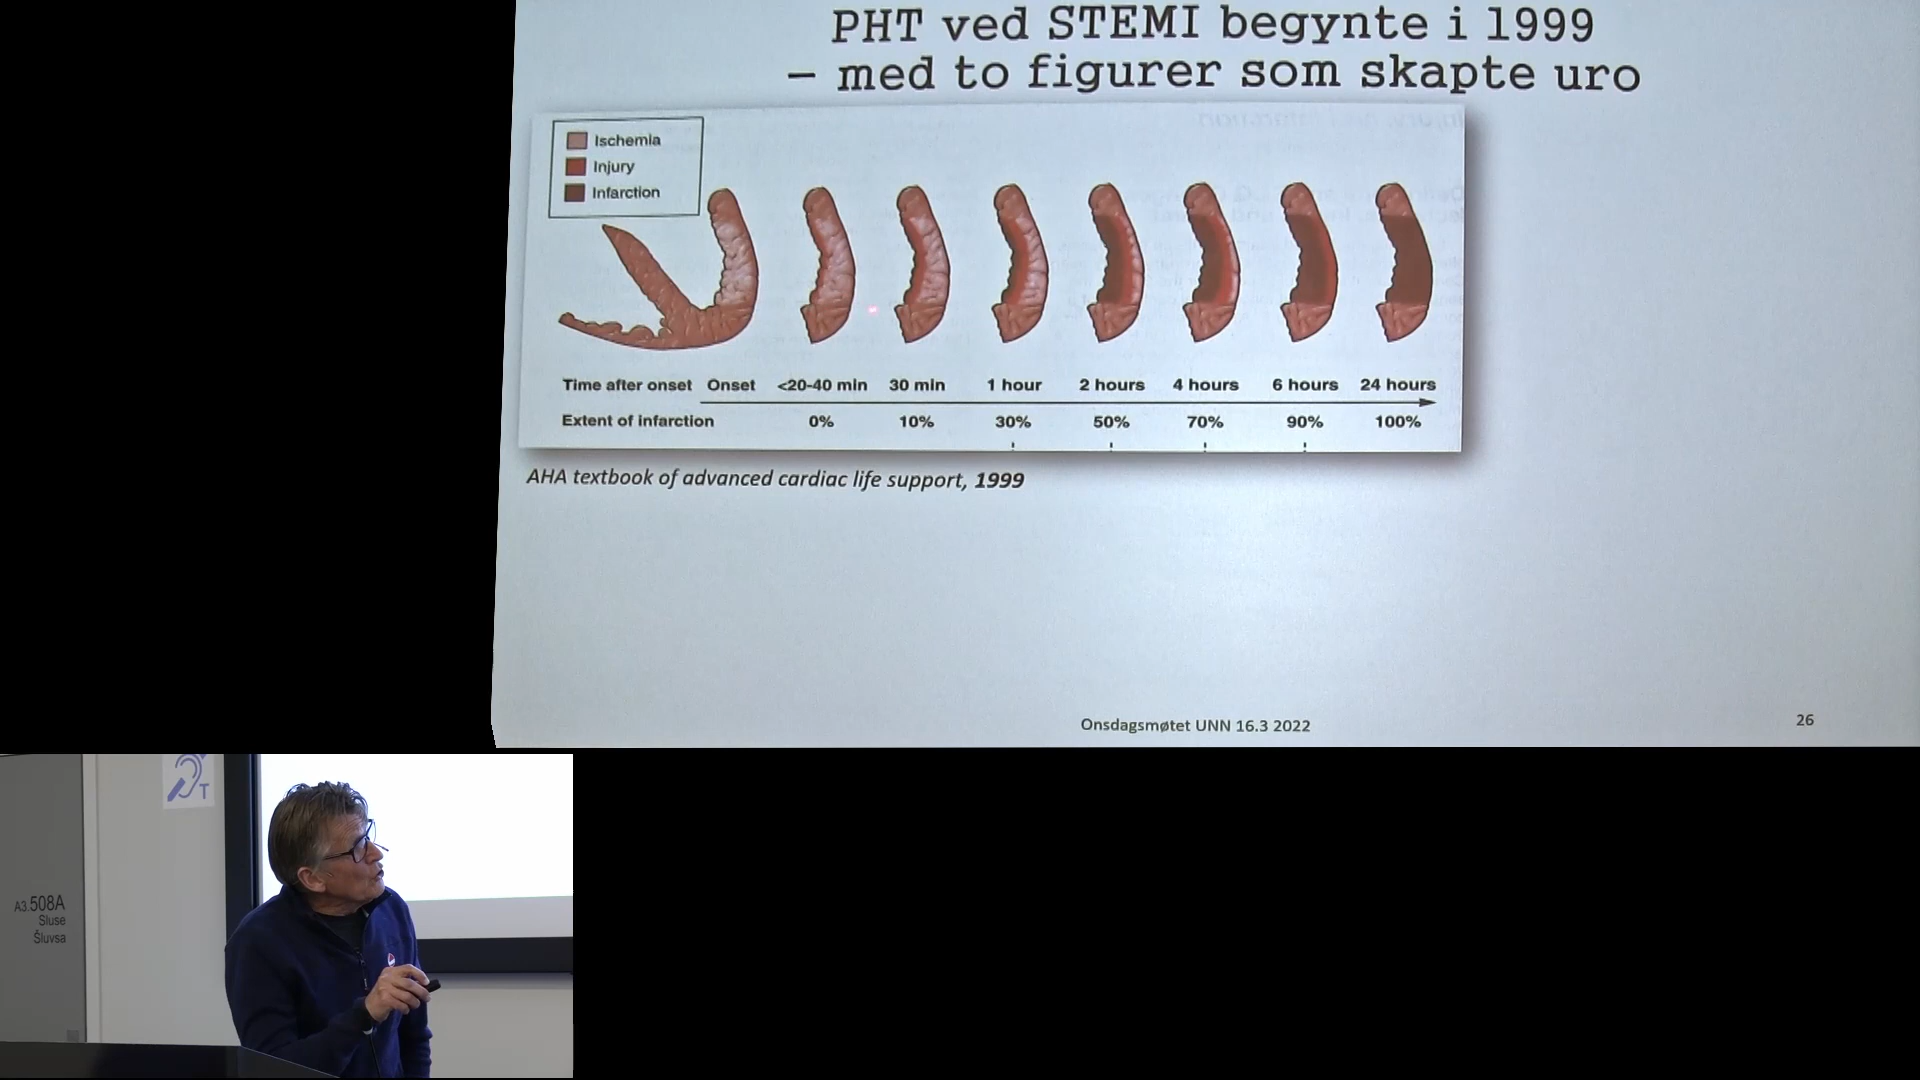 PHT ved STEMI begynte i 1999
– med to figurer som skapte uro
Ischemia
Injury
Infarction
Time after onset Onset <20-40 min 30 min 1 hour 2 hours 4 hours 6 hours 24 hours
Extent of infarction 0% 10% 30% 50% 70% 90% 100%
AHA textbook of advanced cardiac life support, 1999
Onsdagsmøtet UNN 16.3 2022
26
T
A3.508A
Sluse
Šluvsa